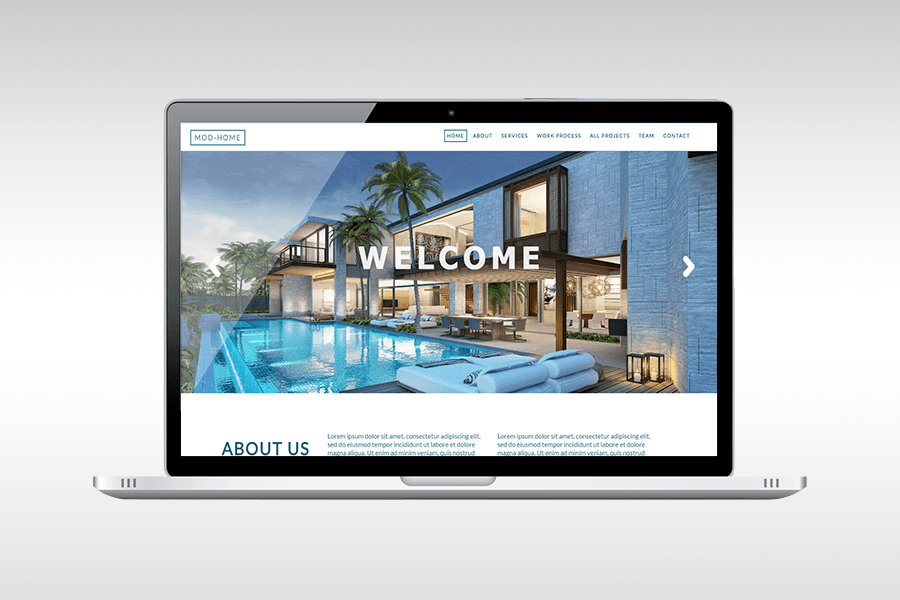 MOD-HOME
HOME ABOUT SERVICES WORK PROCESS ALL PROJECTS TEAM CONTACT
WELCOME
ABOUT US
Lorem ipsum dolor sit amet, consectetur adipiscing elit,
sed do eiusmod tempor incididunt ut labore et dolore
magna aliqua. Ut enim ad minim veniam, quis nostrud
Lorem ipsum dolor sit amet, consectetur adipiscing elit,
sed do eiusmod tempor incididunt ut labore et dolore
magna aliqua. Ut enim ad minim veniam, quis nostrud